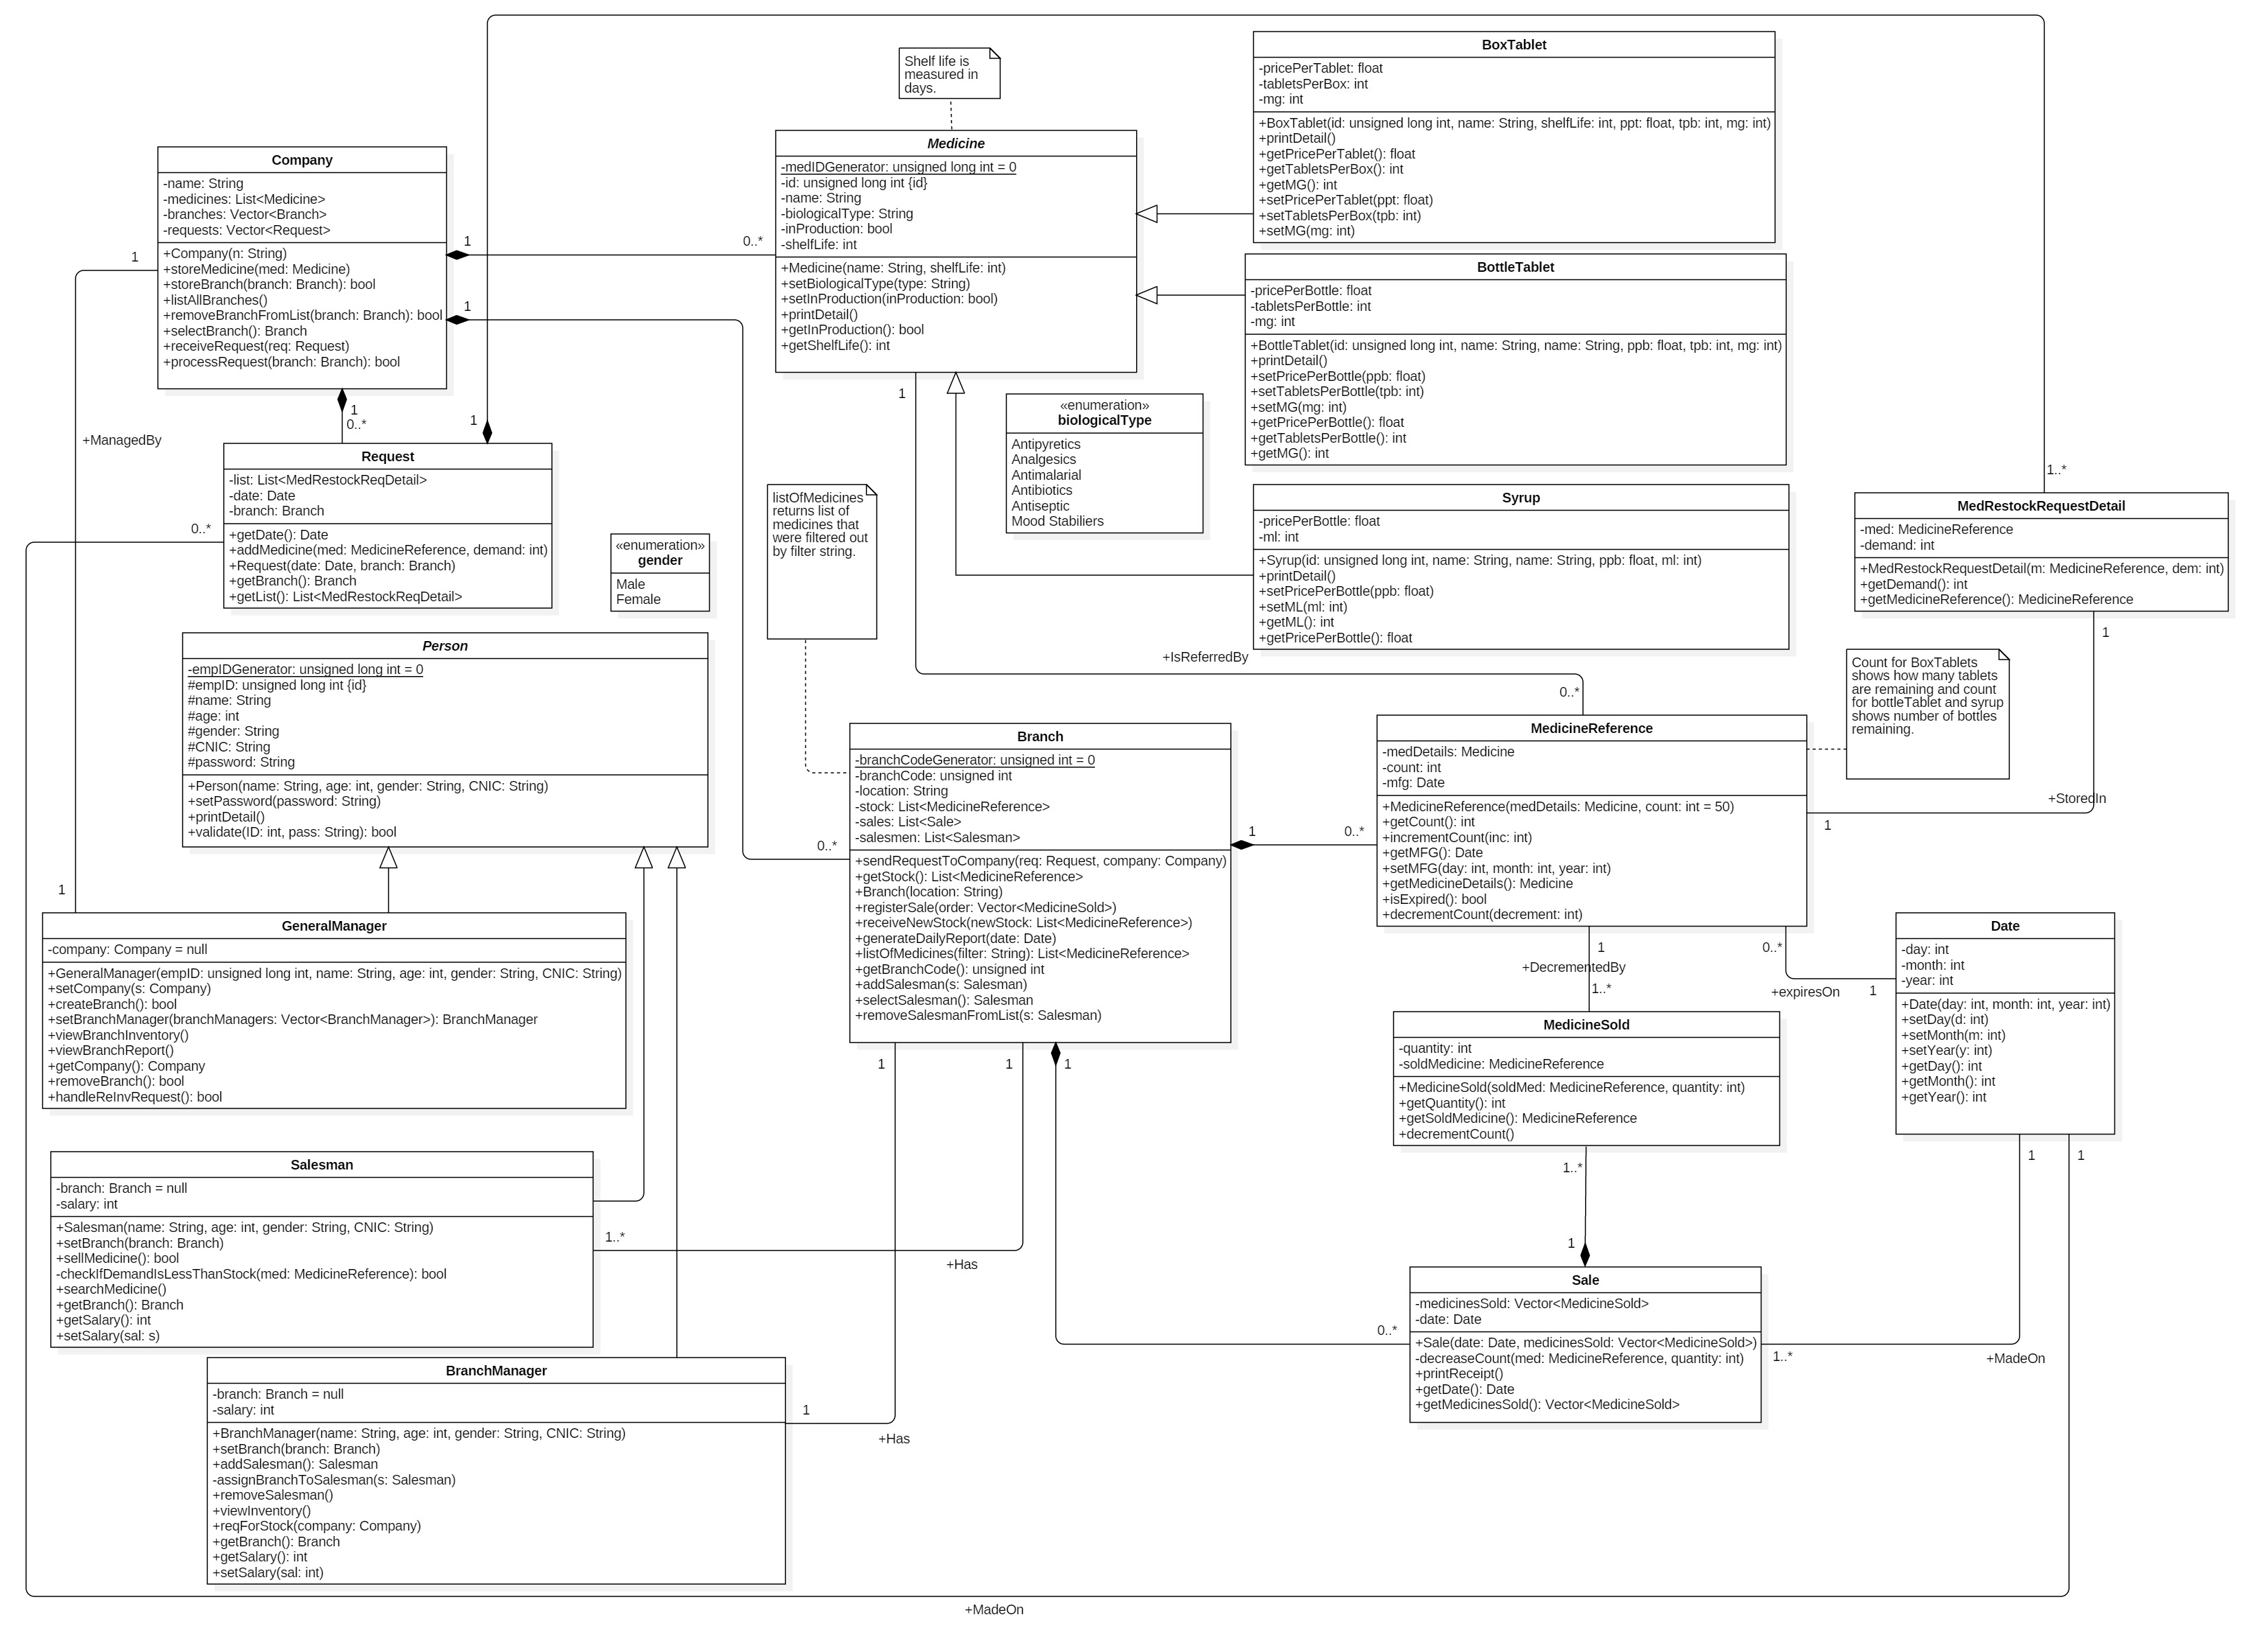 Shelf life is
measured in
days.
BoxTablet
-pricePerTablet: float
-tabletsPerBox: int
-mg: int
+BoxTablet(id: unsigned long int, name: String, shelfLife: int, ppt: float, tpb: int, mg: int)
+printDetail()
+getPricePerTablet(): float
+getTabletsPerBox(): int
+getMG(): int
+setPricePerTablet(ppt: float)
+setTabletsPerBox(tpb: int)
+setMG(mg: int)
Company
-name: String
-medicines: List<Medicine>
-branches: Vector<Branch>
-requests: Vector<Request>
+Company(n: String)
+storeMedicine(med: Medicine)
+storeBranch(branch: Branch): bool
+listAllBranches()
+removeBranchFromList(branch: Branch): bool
+selectBranch(): Branch
+receiveRequest(req: Request)
+processRequest(branch: Branch): bool
Medicine
-medIDGenerator: unsigned long int = 0
-id: unsigned long int {id}
-name: String
-biologicalType: String
-inProduction: bool
-shelfLife: int
+Medicine(name: String, shelfLife: int)
+setBiologicalType(type: String)
+setInProduction(inProduction: bool)
+printDetail()
+getInProduction(): bool
+getShelfLife(): int
1
0..*
1
1
1
0..*
1
+ManagedBy
1
BottleTablet
-pricePerBottle: float
-tabletsPerBottle: int
-mg: int
+BottleTablet(id: unsigned long int, name: String, name: String, ppb: float, tpb: int, mg: int)
+printDetail()
+setPricePerBottle(ppb: float)
+setTabletsPerBottle(tpb: int)
+setMG(mg: int)
+getPricePerBottle(): float
+getTabletsPerBottle(): int
+getMG(): int
1
«enumeration»
biologicalType
Antipyretics
Analgesics
Antimalarial
Antibiotics
Antiseptic
Mood Stabiliers
Request
-list: List<MedRestockReqDetail>
-date: Date
-branch: Branch
+getDate(): Date
+addMedicine(med: MedicineReference, demand: int)
+Request(date: Date, branch: Branch)
+getBranch(): Branch
+getList(): List<MedRestockReqDetail>
0..*
«enumeration»
gender
Male
Female
listOfMedicines
returns list of
medicines that
were filtered out
by filter string.
Syrup
-pricePerBottle: float
-ml: int
+Syrup(id: unsigned long int, name: String, name: String, ppb: float, ml: int)
+printDetail()
+setPricePerBottle(ppb: float)
+setML(ml: int)
+getML(): int
+getPricePerBottle(): float
1..*
MedRestockRequestDetail
-med: MedicineReference
-demand: int
+MedRestockRequestDetail(m: MedicineReference, dem: int)
+getDemand(): int
+getMedicineReference(): MedicineReference
1
Person
-empIDGenerator: unsigned long int = 0
#empID: unsigned long int {id}
#name: String
#age: int
#gender: String
#CNIC: String
#password: String
+Person(name: String, age: int, gender: String, CNIC: String)
+setPassword(password: String)
+printDetail()
+validate(ID: int, pass: String): bool
+IsReferredBy
0..*
Count for BoxTablets
shows how many tablets
are remaining and count
for bottleTablet and syrup
shows number of bottles
remaining.
Branch
-branchCodeGenerator: unsigned int = 0
-branchCode: unsigned int
-location: String
-stock: List<MedicineReference>
-sales: List<Sale>
-salesmen: List<Salesman>
+sendRequestToCompany(req: Request, company: Company)
+getStock(): List<MedicineReference>
+Branch(location: String)
+registerSale(order: Vector<MedicineSold>)
+receiveNewStock(newStock: List<MedicineReference>)
+generateDailyReport(date: Date)
+listOfMedicines(filter: String): List<MedicineReference>
+getBranchCode(): unsigned int
+addSalesman(s: Salesman)
+selectSalesman(): Salesman
+removeSalesmanFromList(s: Salesman)
0..*
1
0..*
MedicineReference
-medDetails: Medicine
-count: int
-mfg: Date
+MedicineReference(medDetails: Medicine, count: int = 50)
+getCount(): int
+incrementCount(inc: int)
+getMFG(): Date
+setMFG(day: int, month: int, year: int)
+getMedicineDetails(): Medicine
+isExpired(): bool
+decrementCount(decrement: int)
+StoredIn
1
1
GeneralManager
-company: Company = null
+GeneralManager(empID: unsigned long int, name: String, age: int, gender: String, CNIC: String)
+setCompany(s: Company)
+createBranch(): bool
+setBranchManager(branchManagers: Vector<BranchManager>): BranchManager
+viewBranchInventory()
+viewBranchReport()
+getCompany(): Company
+removeBranch(): bool
+handleReInvRequest(): bool
1
+DecrementedBy
1..*
0..*
+expiresOn
1
Date
-day: int
-month: int
-year: int
+Date(day: int, month: int, year: int)
+setDay(d: int)
+setMonth(m: int)
+setYear(y: int)
+getDay(): int
+getMonth(): int
+getYear(): int
MedicineSold
-quantity: int
-soldMedicine: MedicineReference
+MedicineSold(soldMed: MedicineReference, quantity: int)
+getQuantity(): int
+getSoldMedicine(): MedicineReference
+decrementCount()
1
1
1
1
1
Salesman
-branch: Branch = null
-salary: int
+Salesman(name: String, age: int, gender: String, CNIC: String)
+setBranch(branch: Branch)
+sellMedicine(): bool
-checkIfDemandIsLessThanStock(med: MedicineReference): bool
+searchMedicine()
+getBranch(): Branch
+getSalary(): int
+setSalary(sal: s)
1..*
+Has
1..*
1
Sale
-medicinesSold: Vector<MedicineSold>
-date: Date
+Sale(date: Date, medicinesSold: Vector<MedicineSold>)
-decreaseCount(med: MedicineReference, quantity: int)
+printReceipt()
+getDate(): Date
+getMedicinesSold(): Vector<MedicineSold>
0..*
1..*
+MadeOn
BranchManager
-branch: Branch = null
-salary: int
+BranchManager(name: String, age: int, gender: String, CNIC: String)
+setBranch(branch: Branch)
+addSalesman(): Salesman
-assignBranchToSalesman(s: Salesman)
+removeSalesman()
+viewInventory()
+reqForStock(company: Company)
+getBranch(): Branch
+getSalary(): int
+setSalary(sal: int)
1
+Has
+MadeOn